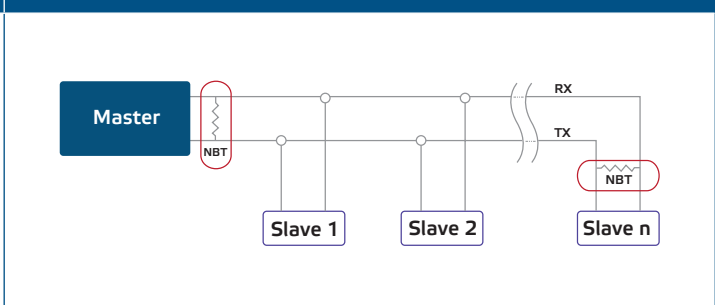 RX
Master
TX
NBT
NBT
Slave 1
Slave 2
Slave n